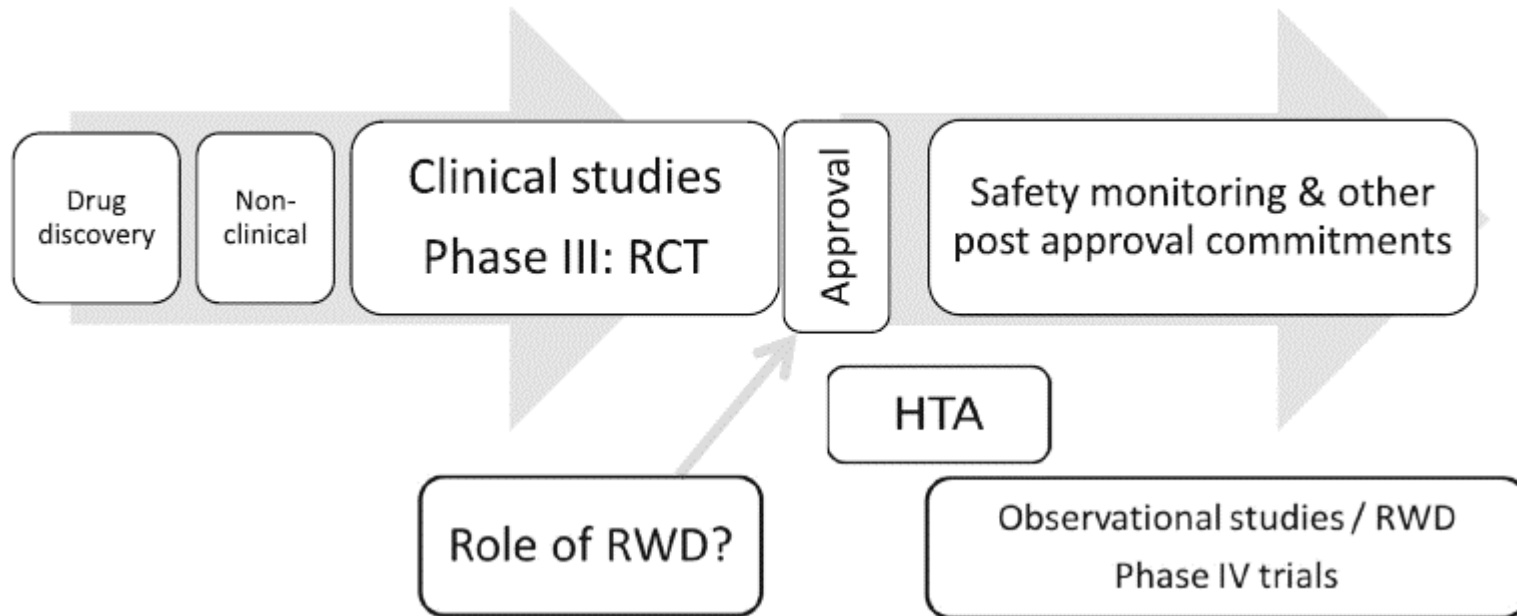 Drug
discovery
Non-
clinical
Clinical studies
Phase III: RCT
Approval
Safety monitoring & other
post approval commitments
HTA
Role of RWD?
Observational studies / RWD
Phase IV trials